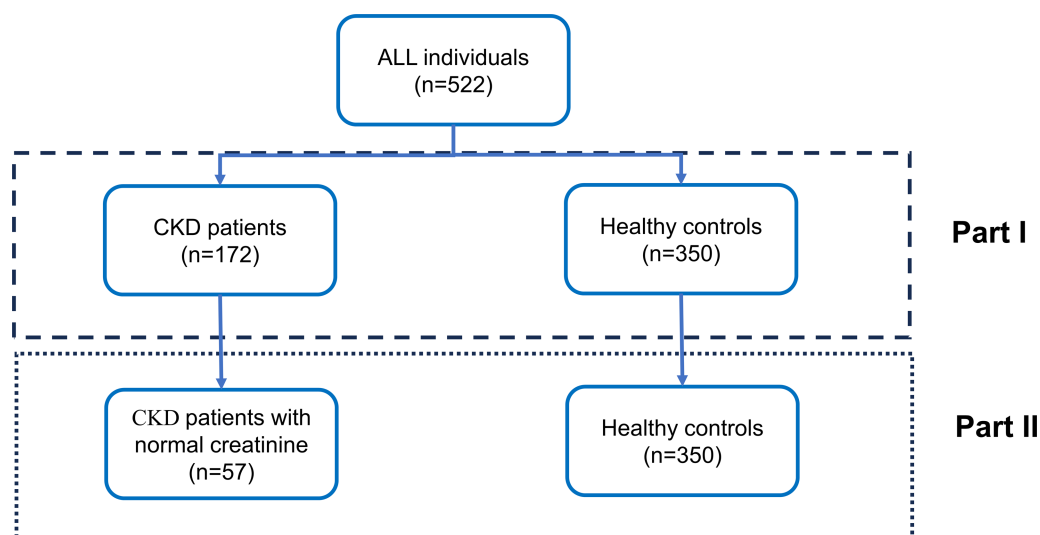 ALL individuals
(n=522)
CKD patients
(n=172)
Healthy controls
(n=350)
Part I
CKD patients with
normal creatinine
(n=57)
Healthy controls
(n=350)
Part II